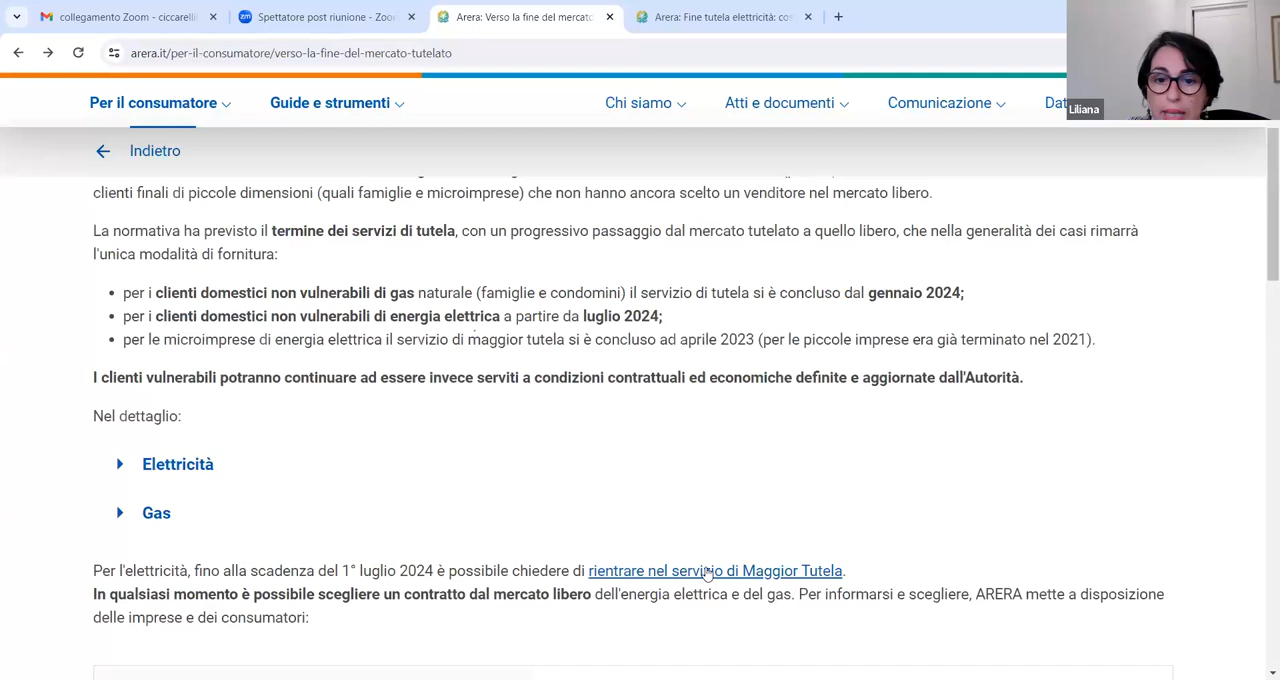 collegamento Zoom - ciccarelli
Spettatore post riunione - Zoo
Arera: Verso la fine del mercato
Arera: Fine tutela elettricità: cos
arera.it/per-il-consumatore/verso-la-fine-del-mercato-tutelato
Per il consumatore
Guide e strumenti
Chi siamo
Atti e documenti
Comunicazione
Dat
Liliana
Indietro
clienti finali di piccole dimensioni (quali famiglie e microimprese) che non hanno ancora scelto un venditore nel mercato libero.
La normativa ha previsto il termine dei servizi di tutela, con un progressivo passaggio dal mercato tutelato a quello libero, che nella generalità dei casi rimarrà
l'unica modalità di fornitura:
• per i clienti domestici non vulnerabili di gas naturale (famiglie e condomini) il servizio di tutela si è concluso dal gennaio 2024;
• per i clienti domestici non vulnerabili di energia elettrica a partire da luglio 2024;
• per le microimprese di energia elettrica il servizio di maggior tutela si è concluso ad aprile 2023 (per le piccole imprese era già terminato nel 2021).
I clienti vulnerabili potranno continuare ad essere invece serviti a condizioni contrattuali ed economiche definite e aggiornate dall'Autorità.
Nel dettaglio:
Elettricità
Gas
Per l'elettricità, fino alla scadenza del 1° luglio 2024 è possibile chiedere di rientrare nel servizio di Maggior Tutela.
In qualsiasi momento è possibile scegliere un contratto dal mercato libero dell'energia elettrica e del gas. Per informarsi e scegliere, ARERA mette a disposizione
delle imprese e dei consumatori: